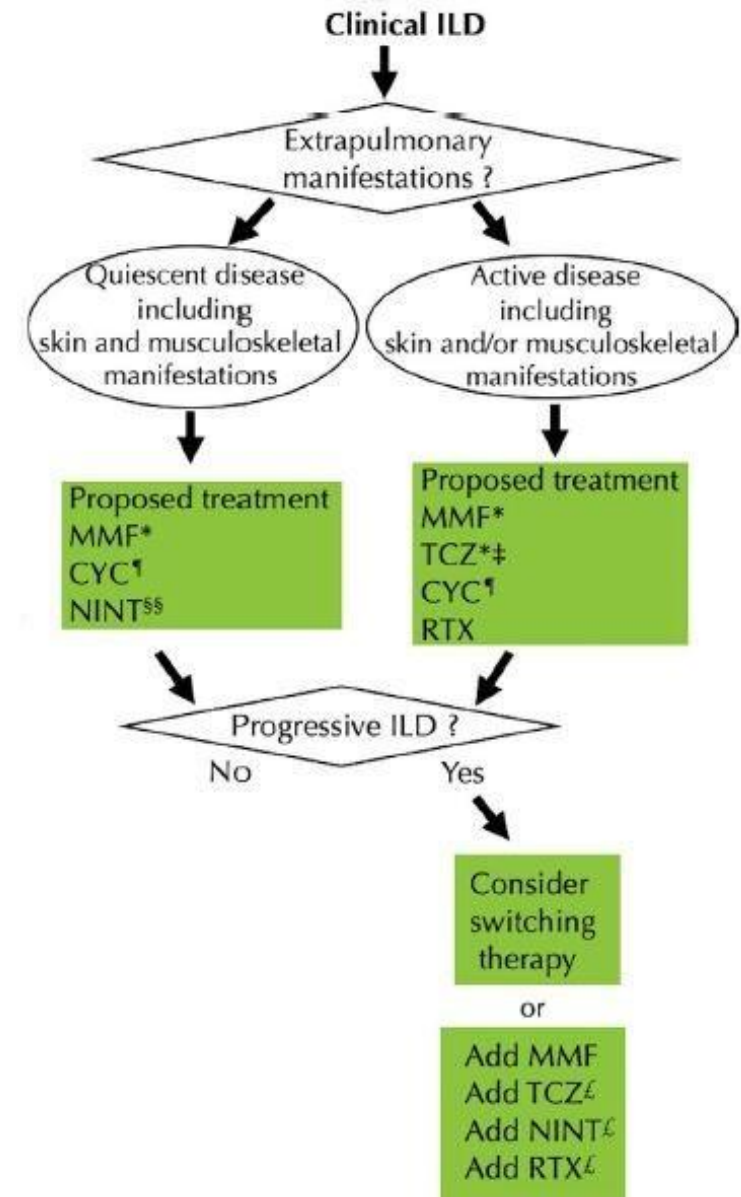 Clinical ILD
Extrapulmonary
manifestations ?
Quiescent disease
including
skin and musculoskeletal
manifestations
Active disease
including
skin and/or musculoskeletal
manifestations
Proposed treatment
MMF*
CYC¶
NINT§§
Proposed treatment
MMF*
TCZ*‡
CYC¶
RTX
Progressive ILD ?
No
Yes
Consider
switching
therapy
or
Add MMF
Add TCZ£
Add NINT£
Add RTX£